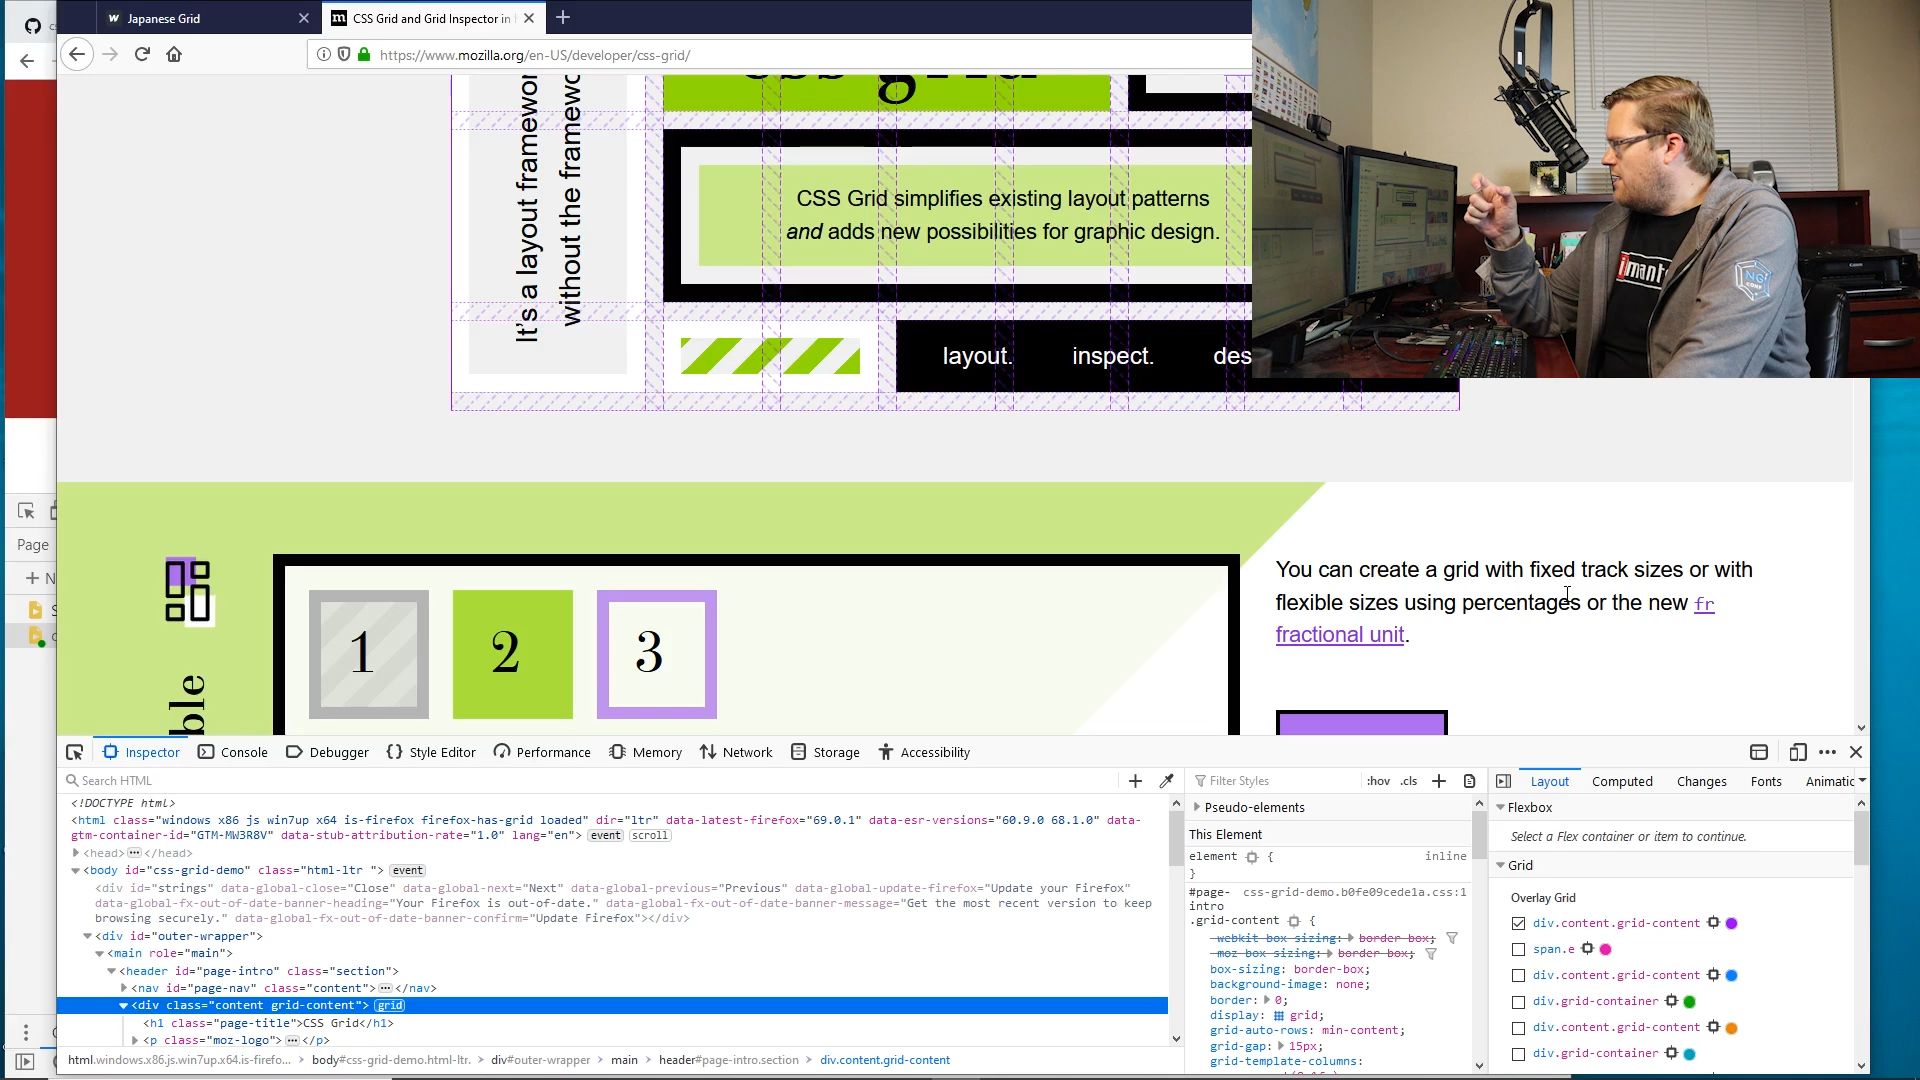 Japanese Grid
CSS Grid and Grid Inspector in
https://www.mozilla.org/en-US/developer/css-grid/
It's a layout framewor
without the framewo
css grid
CSS Grid simplifies existing layout patterns
and adds new possibilities for graphic design.
layout. inspect. des
imant
NG
CONF
Page
N
You can create a grid with fixed track sizes or with
flexible sizes using percentages or the new fr
fractional unit.
ble
1
2
3
Inspector Console Debugger Style Editor Performance Memory Network Storage Accessibility
Search HTML
<!DOCTYPE html>
<html class="windows x86 js win7up x64 is-firefox firefox-has-grid loaded" dir="ltr" data-latest-firefox="69.0.1" data-esr-versions="60.9.0 68.1.0" data-
gtm-container-id="GTM-MW3R8V" data-stub-attribution-rate="1.0" lang="en"> event scroll
<head> ••• </head>
<body id="css-grid-demo" class="html-ltr "> event
<div id="strings" data-global-close="Close" data-global-next="Next" data-global-previous="Previous" data-global-update-firefox="Update your Firefox"
data-global-fx-out-of-date-banner-heading="Your Firefox is out-of-date." data-global-fx-out-of-date-banner-message="Get the most recent version to keep
browsing securely." data-global-fx-out-of-date-banner-confirm="Update Firefox"></div>
<div id="outer-wrapper">
<main role="main">
<header id="page-intro" class="section">
<nav id="page-nav" class="content"> ••• </nav>
<div class="content grid-content"> grid
<h1 class="page-title">CSS Grid</h1>
<p class="moz-logo"> ••• </p>
html.windows.x86.js.win7up.x64.is-firefo... > body#css-grid-demo.html-ltr. > div#outer-wrapper > main > header#page-intro.section > div.content.grid-content
Filter Styles :hov .cls
Pseudo-elements
This Element
element { inline
}
#page- css-grid-demo.b0fe09cede1a.css:1
intro
.grid-content {
-webkit-box-sizing: border-box;
-moz-box-sizing: border-box;
box-sizing: border-box;
background-image: none;
border: 0;
display: grid;
grid-auto-rows: min-content;
grid-gap: 15px;
grid-template-columns:
Layout Computed Changes Fonts Animatic
Flexbox
Select a Flex container or item to continue.
Grid
Overlay Grid
div.content.grid-content
span.e
div.content.grid-content
div.grid-container
div.content.grid-content
div.grid-container